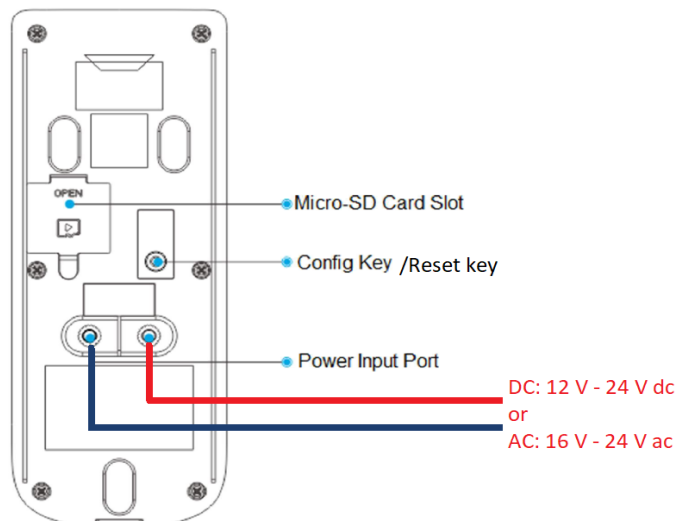 OPEN
Micro-SD Card Slot
Config Key /Reset key
Power Input Port
DC: 12 V - 24 V dc
or
AC: 16 V - 24 V ac